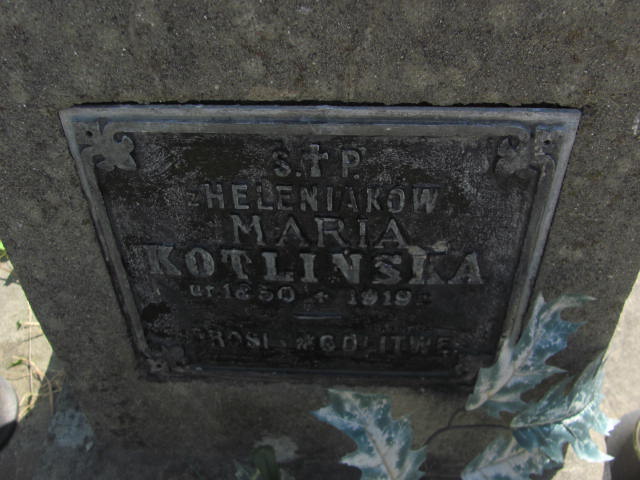 S.†P.
z HELENIAKÓW
MARIA
KOTLIŃSKA
ur. 1850 † 1919 r.
PROSI o MODLITWĘ